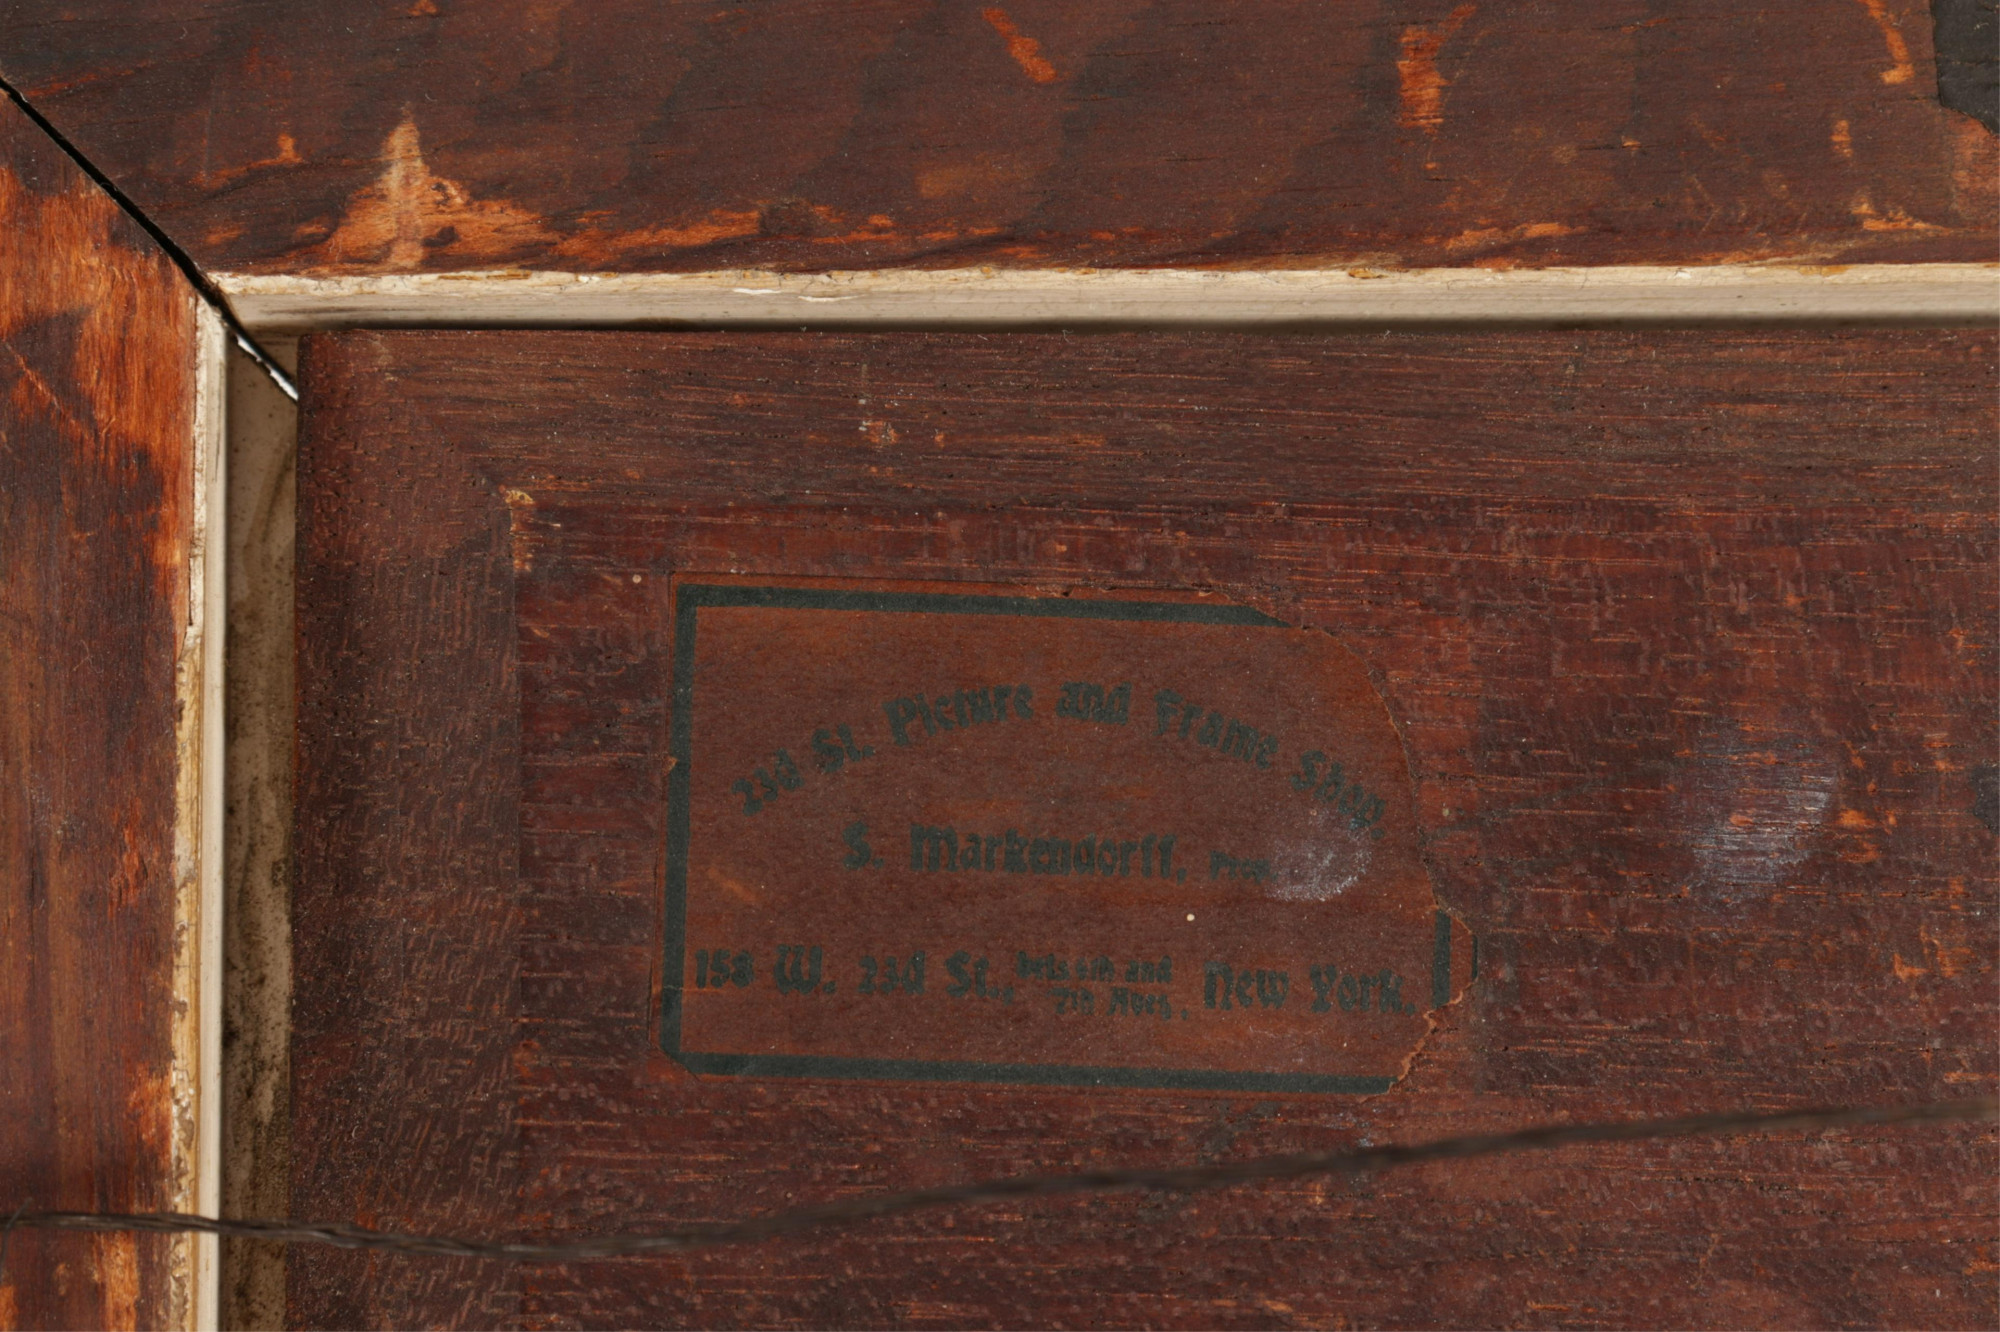 23d St. Picture and Frame Shop.
S. Markendorff, Prop.
158 W. 23d St., bet. 6th and 7th Aves., New York.